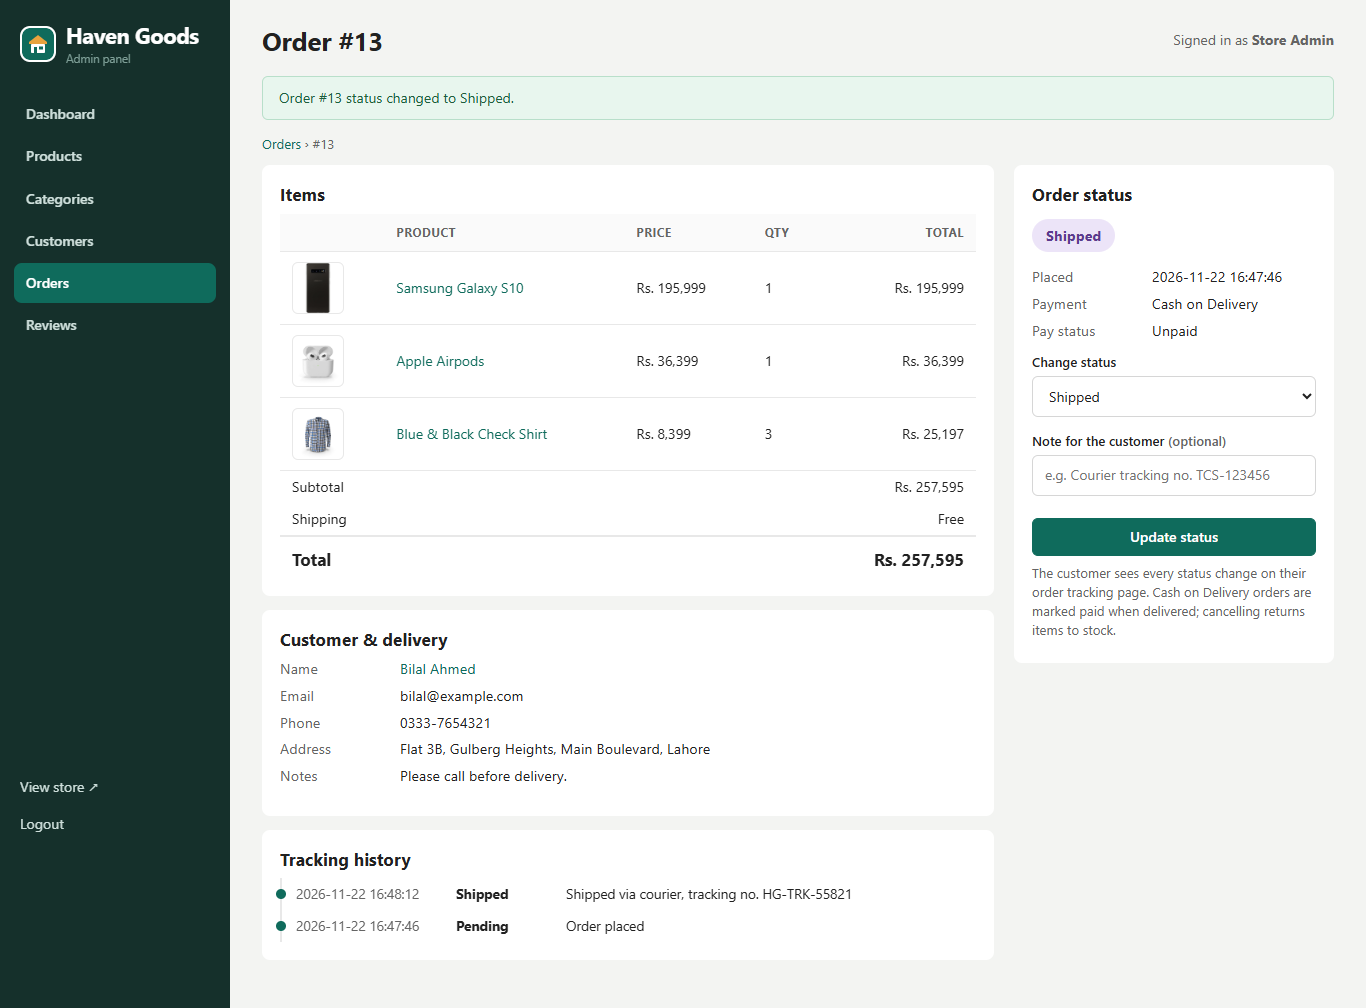 Haven Goods
Admin panel
Dashboard
Products
Categories
Customers
Orders
Reviews
View store ↗
Logout
Order #13
Signed in as Store Admin
Order #13 status changed to Shipped.
Orders › #13
Items
PRODUCT PRICE QTY TOTAL
Samsung Galaxy S10 Rs. 195,999 1 Rs. 195,999
Apple Airpods Rs. 36,399 1 Rs. 36,399
Blue & Black Check Shirt Rs. 8,399 3 Rs. 25,197
Subtotal Rs. 257,595
Shipping Free
Total Rs. 257,595
Customer & delivery
Name Bilal Ahmed
Email bilal@example.com
Phone 0333-7654321
Address Flat 3B, Gulberg Heights, Main Boulevard, Lahore
Notes Please call before delivery.
Tracking history
2026-11-22 16:48:12 Shipped Shipped via courier, tracking no. HG-TRK-55821
2026-11-22 16:47:46 Pending Order placed
Order status
Shipped
Placed 2026-11-22 16:47:46
Payment Cash on Delivery
Pay status Unpaid
Change status
Shipped
Note for the customer (optional)
e.g. Courier tracking no. TCS-123456
Update status
The customer sees every status change on their
order tracking page. Cash on Delivery orders are
marked paid when delivered; cancelling returns
items to stock.